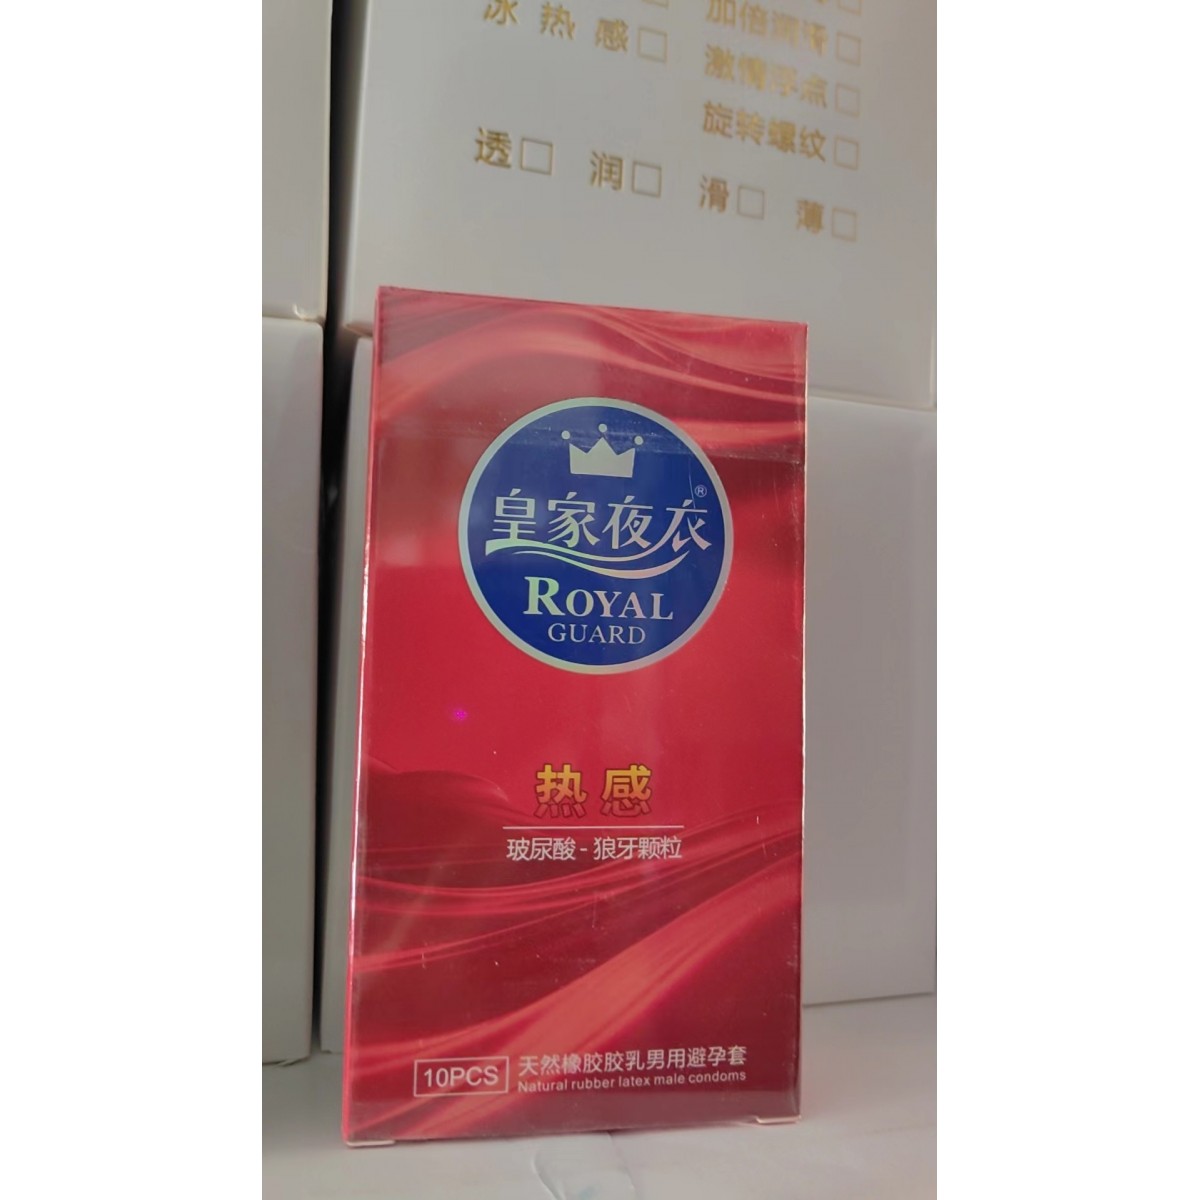 冰热感□
加倍润滑□
激情浮点□
旋转螺纹□
透□ 润□ 滑□ 薄□
皇家夜衣®
ROYAL
GUARD
热感
玻尿酸-狼牙颗粒
10PCS
天然橡胶胶乳男用避孕套
Natural rubber latex male condoms